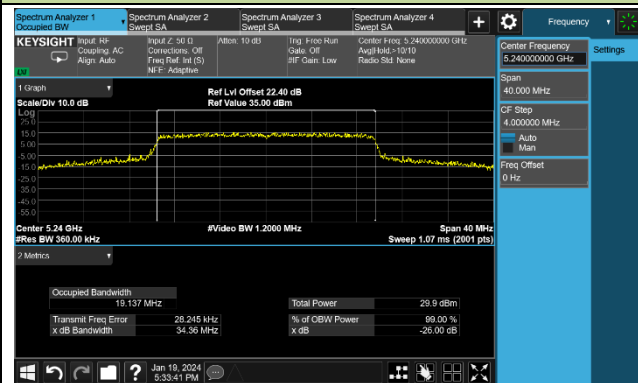 Spectrum Analyzer 1
Occupied BW
Spectrum Analyzer 2
Swept SA
Spectrum Analyzer 3
Swept SA
Spectrum Analyzer 4
Swept SA
+
Frequency
KEYSIGHT
Input: RF
Coupling: AC
Align: Auto
Input Z: 50 Ω
Corrections: Off
Freq Ref: Int (S)
NFE: Adaptive
Atten: 10 dB
Trig: Free Run
Gate: Off
#IF Gain: Low
Center Freq: 5.240000000 GHz
Avg|Hold:>10/10
Radio Std: None
Center Frequency
5.240000000 GHz
Settings
Span
40.000 MHz
CF Step
4.000000 MHz
Auto
Man
Freq Offset
0 Hz
1 Graph
Scale/Div 10.0 dB
Ref Lvl Offset 22.40 dB
Ref Value 35.00 dBm
Log
25.0
15.0
5.00
-5.00
-15.0
-25.0
-35.0
-45.0
-55.0
Center 5.24 GHz
#Video BW 1.2000 MHz
Span 40 MHz
#Res BW 360.00 kHz
Sweep 1.07 ms (2001 pts)
2 Metrics
Occupied Bandwidth
19.137 MHz
Total Power 29.9 dBm
Transmit Freq Error 28.245 kHz
% of OBW Power 99.00 %
x dB Bandwidth 34.36 MHz
x dB -26.00 dB
?
Jan 19, 2024
5:33:41 PM